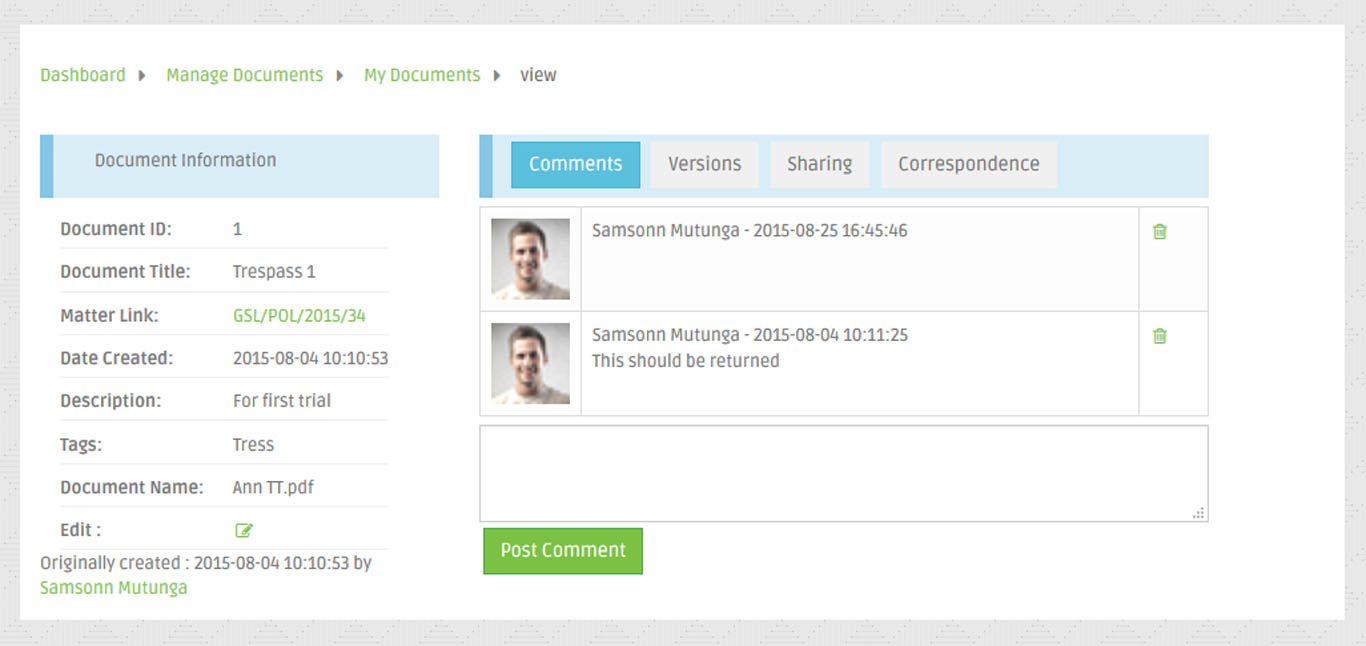 Dashboard Manage Documents My Documents view
Document Information
Document ID: 1
Document Title: Trespass 1
Matter Link: GSL/POL/2015/34
Date Created: 2015-08-04 10:10:53
Description: For first trial
Tags: Tress
Document Name: Ann TT.pdf
Edit :
Originally created : 2015-08-04 10:10:53 by
Samsonn Mutunga
Comments Versions Sharing Correspondence
Samsonn Mutunga - 2015-08-25 16:45:46
Samsonn Mutunga - 2015-08-04 10:11:25
This should be returned
Post Comment